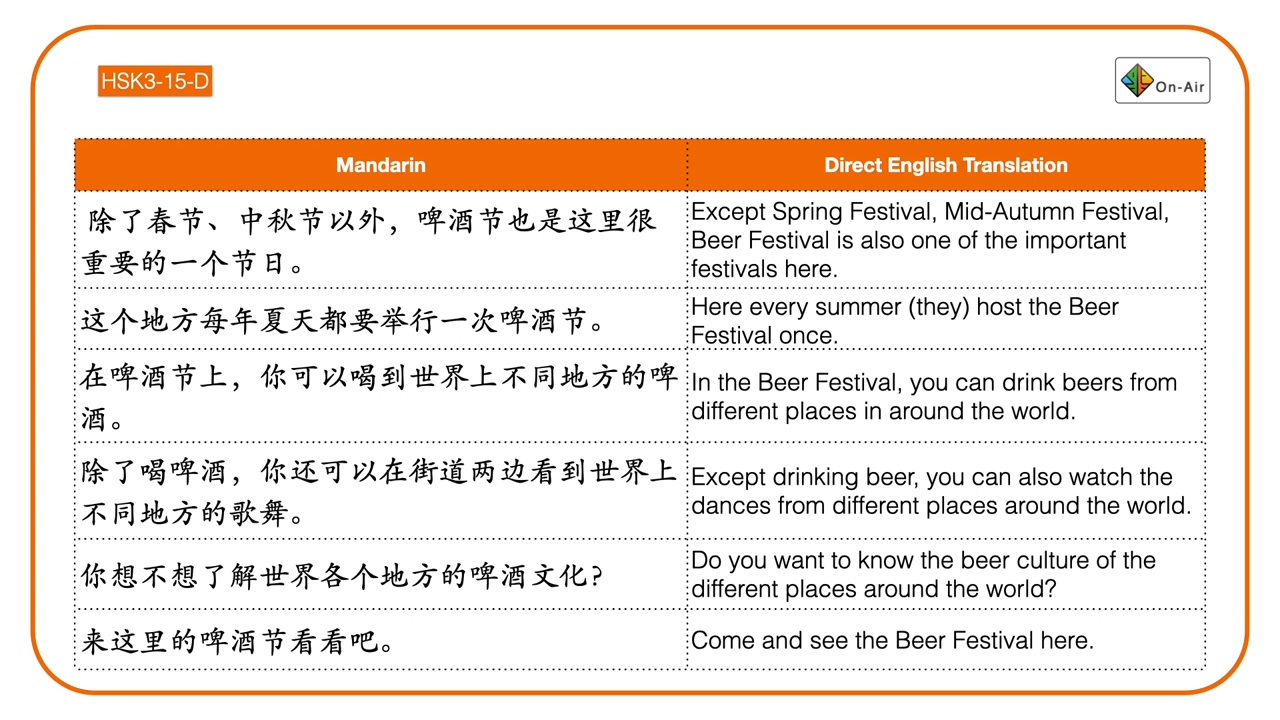 HSK3-15-D
On-Air
Mandarin
Direct English Translation
除了春节、中秋节以外，啤酒节也是这里很
重要的一个节日。
Except Spring Festival, Mid-Autumn Festival,
Beer Festival is also one of the important
festivals here.
这个地方每年夏天都要举行一次啤酒节。
Here every summer (they) host the Beer
Festival once.
在啤酒节上，你可以喝到世界上不同地方的啤
酒。
In the Beer Festival, you can drink beers from
different places in around the world.
除了喝啤酒，你还可以在街道两边看到世界上
不同地方的歌舞。
Except drinking beer, you can also watch the
dances from different places around the world.
你想不想了解世界各个地方的啤酒文化?
Do you want to know the beer culture of the
different places around the world?
来这里的啤酒节看看吧。
Come and see the Beer Festival here.